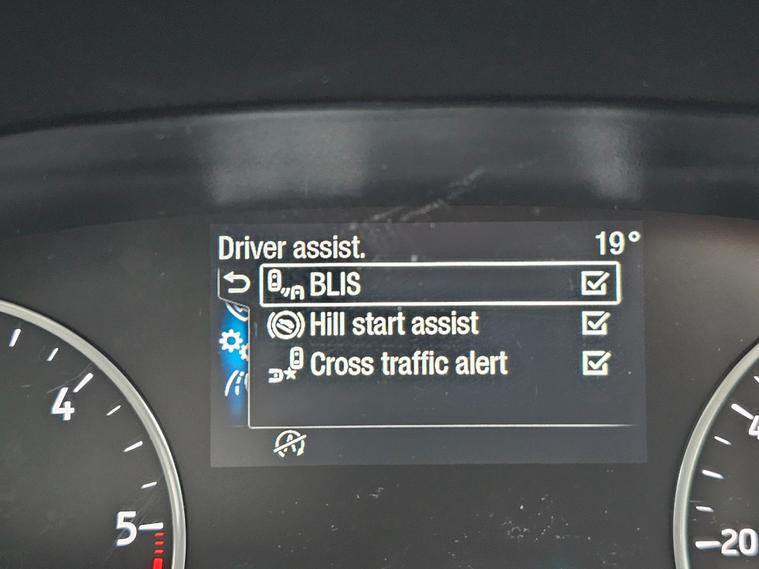 Driver assist. 19°
BLIS
Hill start assist
Cross traffic alert
4
5
20